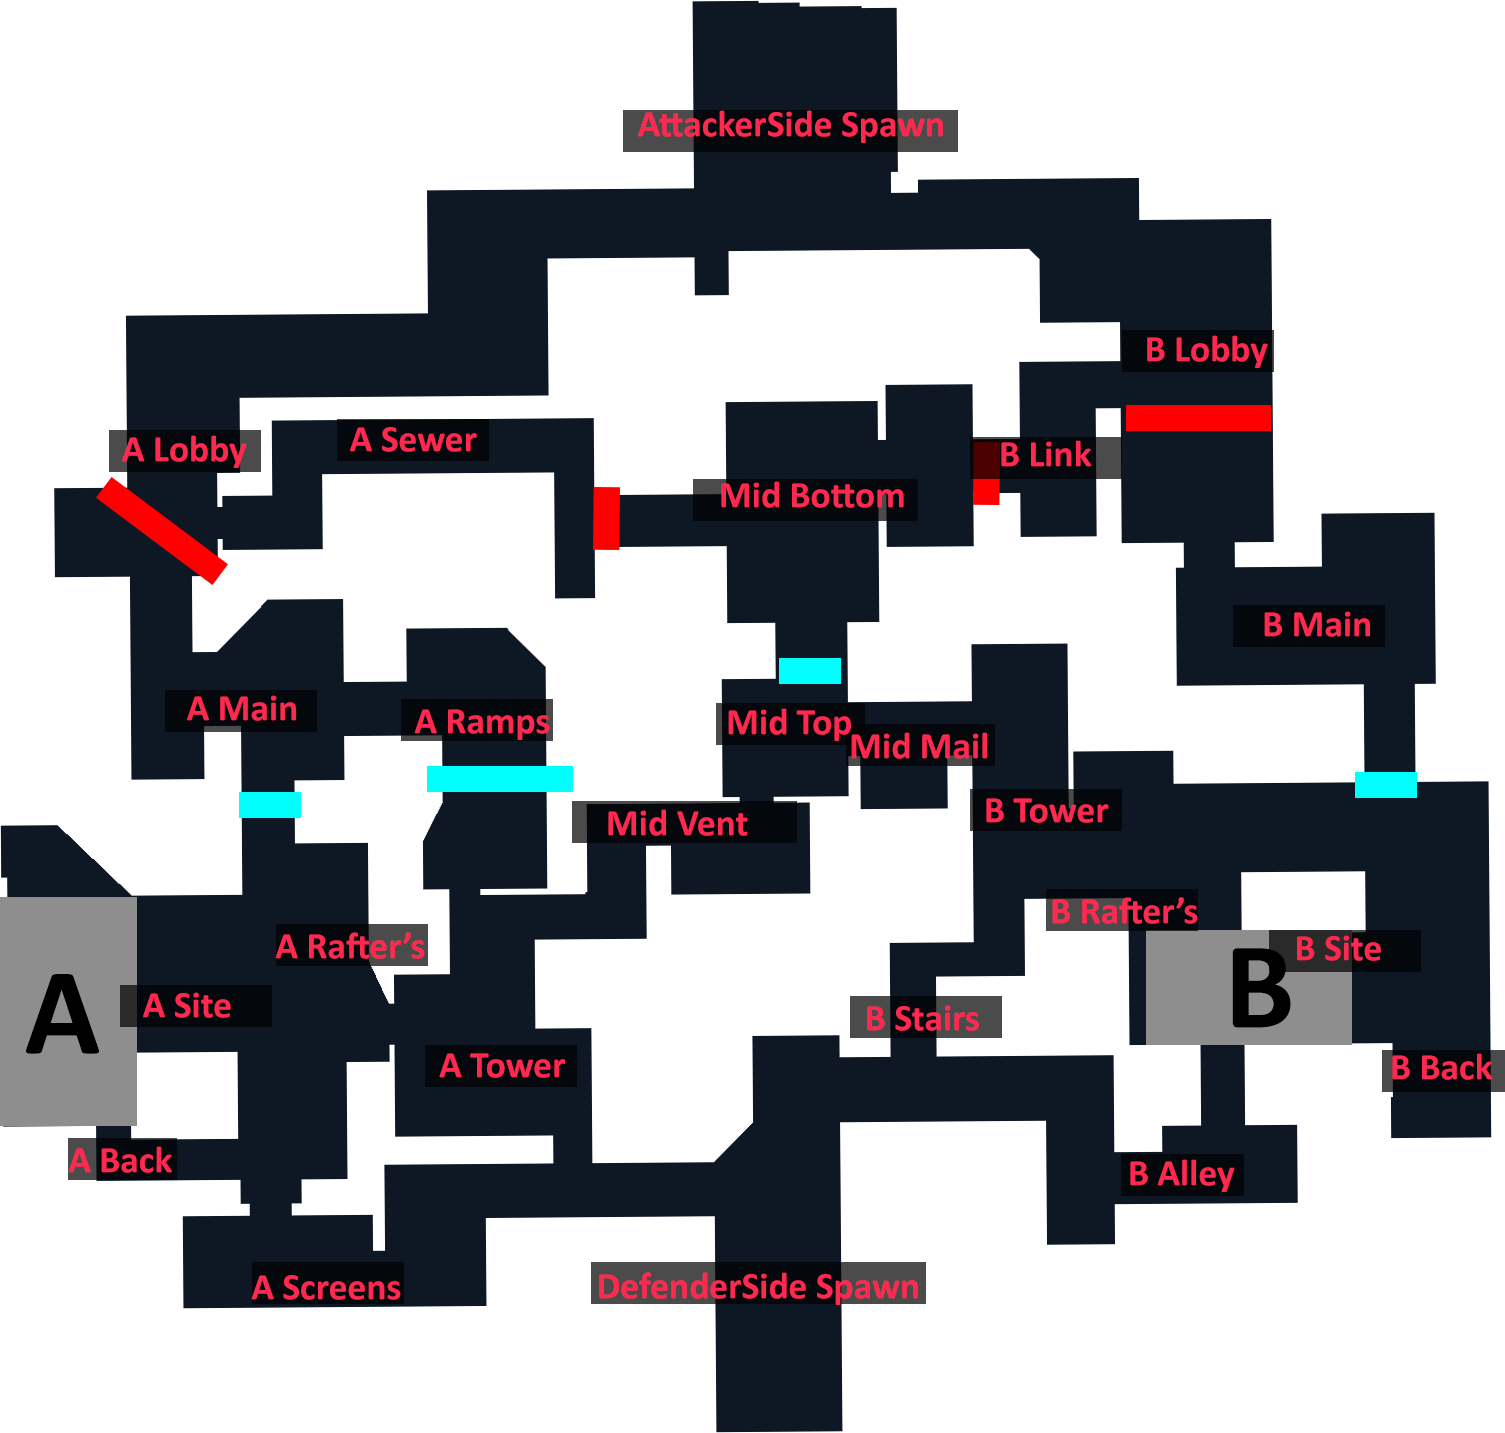 AttackerSide Spawn
B Lobby
A Lobby
A Sewer
B Link
Mid Bottom
B Main
A Main
A Ramps
Mid Top
Mid Mail
B Tower
Mid Vent
B Rafter’s
A Rafter’s
B Site
B
A
A Site
B Stairs
A Tower
B Back
A Back
B Alley
A Screens
DefenderSide Spawn